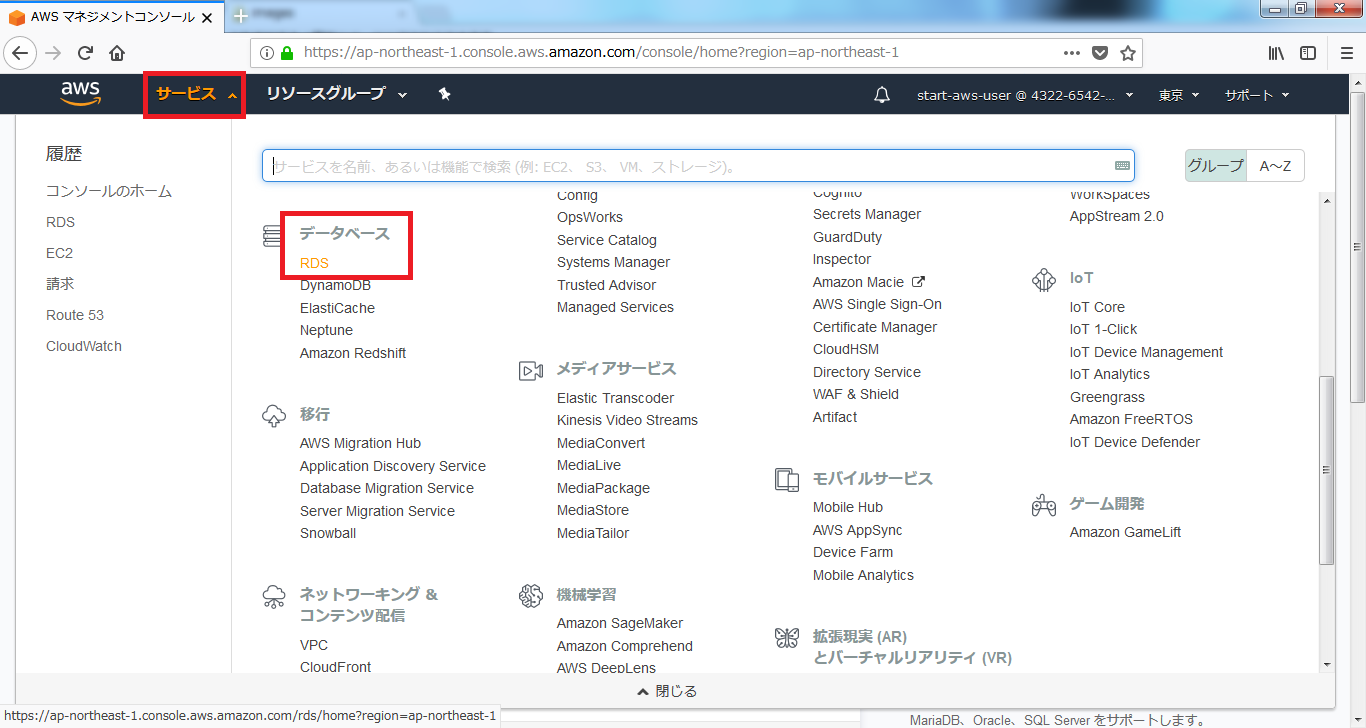 AWS マネジメントコンソール
images
https://ap-northeast-1.console.aws.amazon.com/console/home?region=ap-northeast-1
aws
サービス
リソースグループ
start-aws-user @ 4322-6542-...
東京
サポート
履歴
コンソールのホーム
RDS
EC2
請求
Route 53
CloudWatch
サービスを名前、あるいは機能で検索 (例: EC2、 S3、 VM、ストレージ)。
グループ
A～Z
データベース
RDS
DynamoDB
ElastiCache
Neptune
Amazon Redshift
移行
AWS Migration Hub
Application Discovery Service
Database Migration Service
Server Migration Service
Snowball
ネットワーキング &
コンテンツ配信
VPC
CloudFront
Config
OpsWorks
Service Catalog
Systems Manager
Trusted Advisor
Managed Services
メディアサービス
Elastic Transcoder
Kinesis Video Streams
MediaConvert
MediaLive
MediaPackage
MediaStore
MediaTailor
機械学習
Amazon SageMaker
Amazon Comprehend
AWS DeepLens
Cognito
Secrets Manager
GuardDuty
Inspector
Amazon Macie
AWS Single Sign-On
Certificate Manager
CloudHSM
Directory Service
WAF & Shield
Artifact
モバイルサービス
Mobile Hub
AWS AppSync
Device Farm
Mobile Analytics
拡張現実 (AR)
とバーチャルリアリティ (VR)
WorkSpaces
AppStream 2.0
IoT
IoT Core
IoT 1-Click
IoT Device Management
IoT Analytics
Greengrass
Amazon FreeRTOS
IoT Device Defender
ゲーム開発
Amazon GameLift
閉じる
https://ap-northeast-1.console.aws.amazon.com/rds/home?region=ap-northeast-1
MariaDB、Oracle、SQL Server をサポートします。